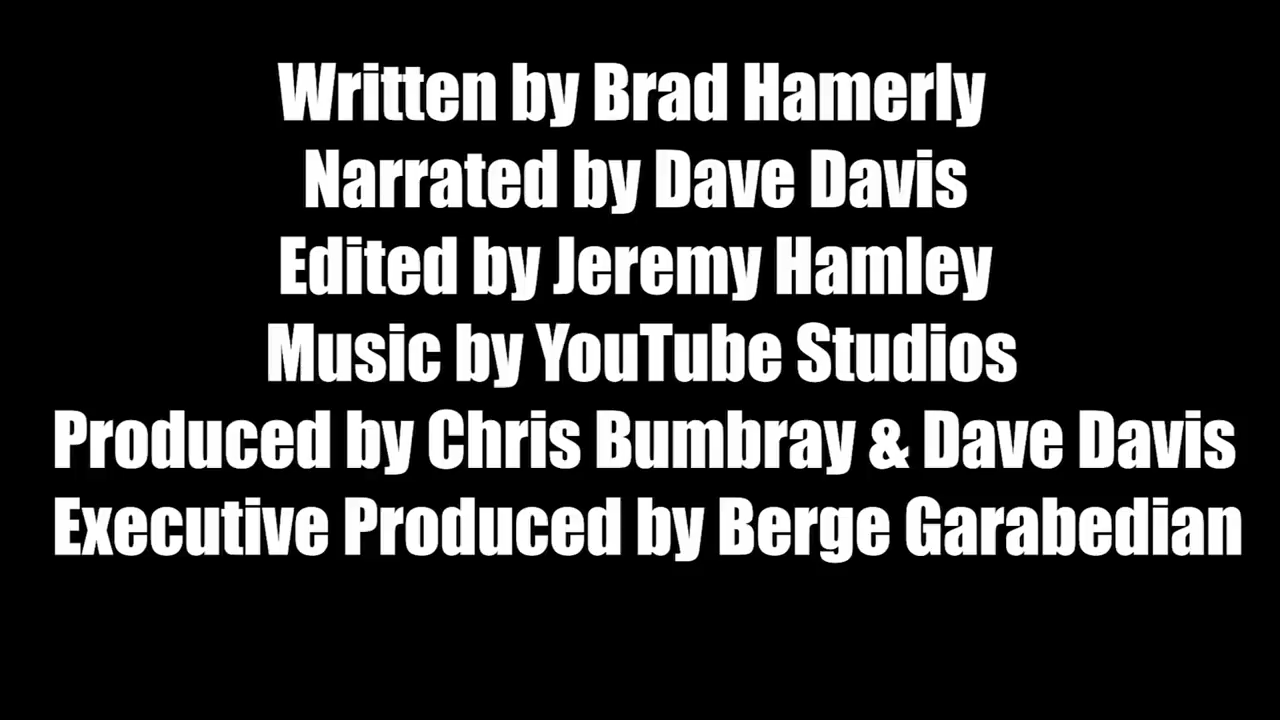 Written by Brad Hamerly
Narrated by Dave Davis
Edited by Jeremy Hamley
Music by YouTube Studios
Produced by Chris Bumbray & Dave Davis
Executive Produced by Berge Garabedian